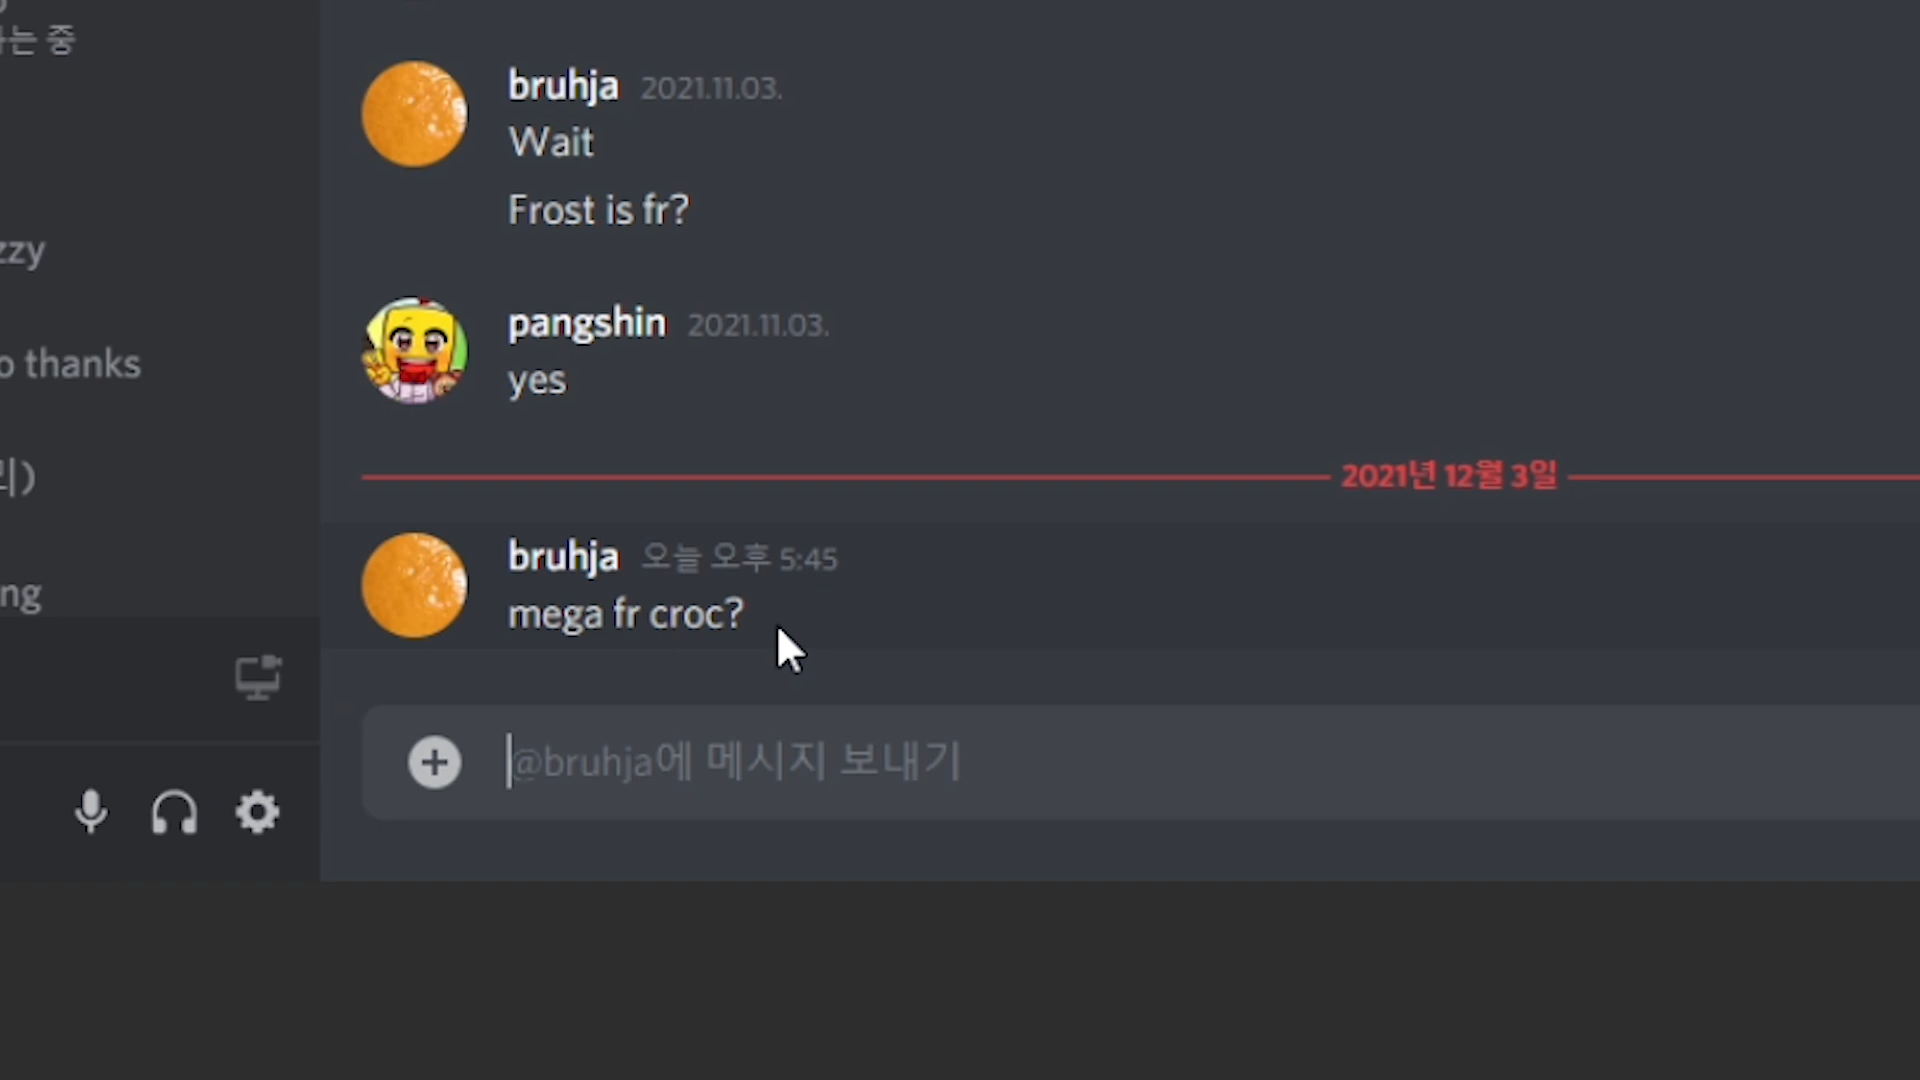 는 중
zzy
o thanks
ng
bruhja 2021.11.03.
Wait
Frost is fr?
pangshin 2021.11.03.
yes
2021년 12월 3일
bruhja 오늘 오후 5:45
mega fr croc?
@bruhja에 메시지 보내기